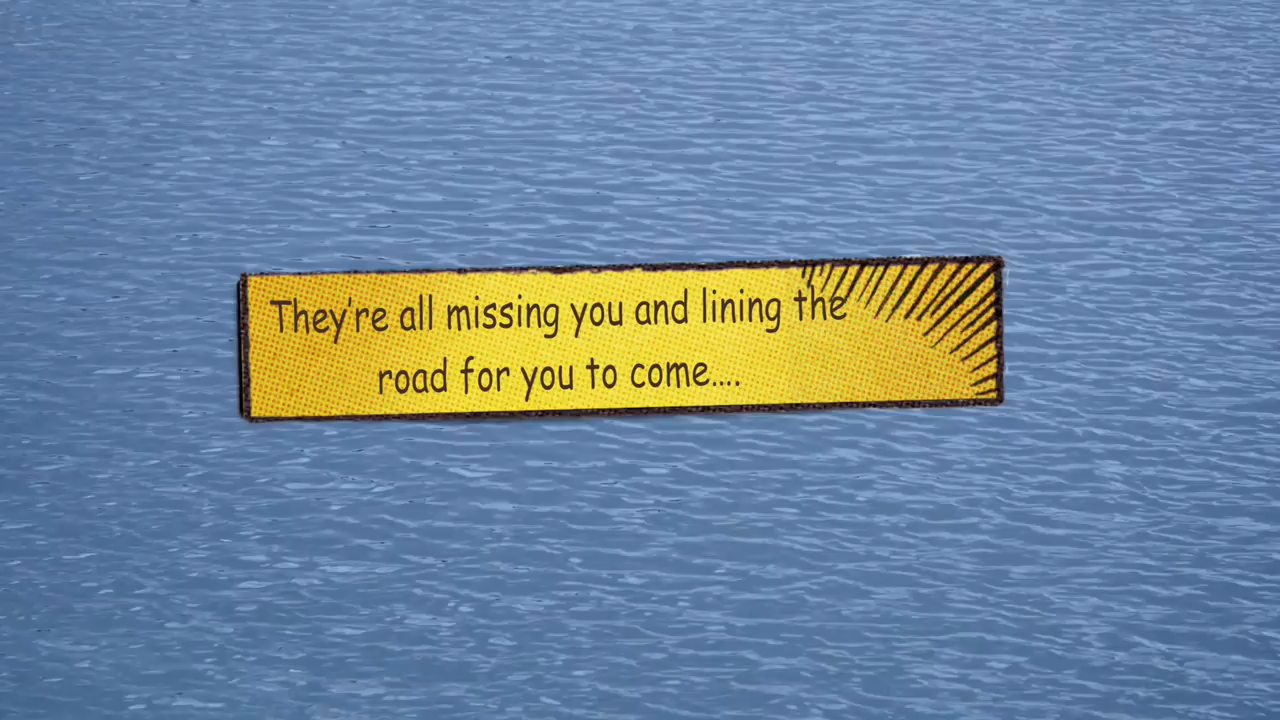 They're all missing you and lining the
road for you to come....